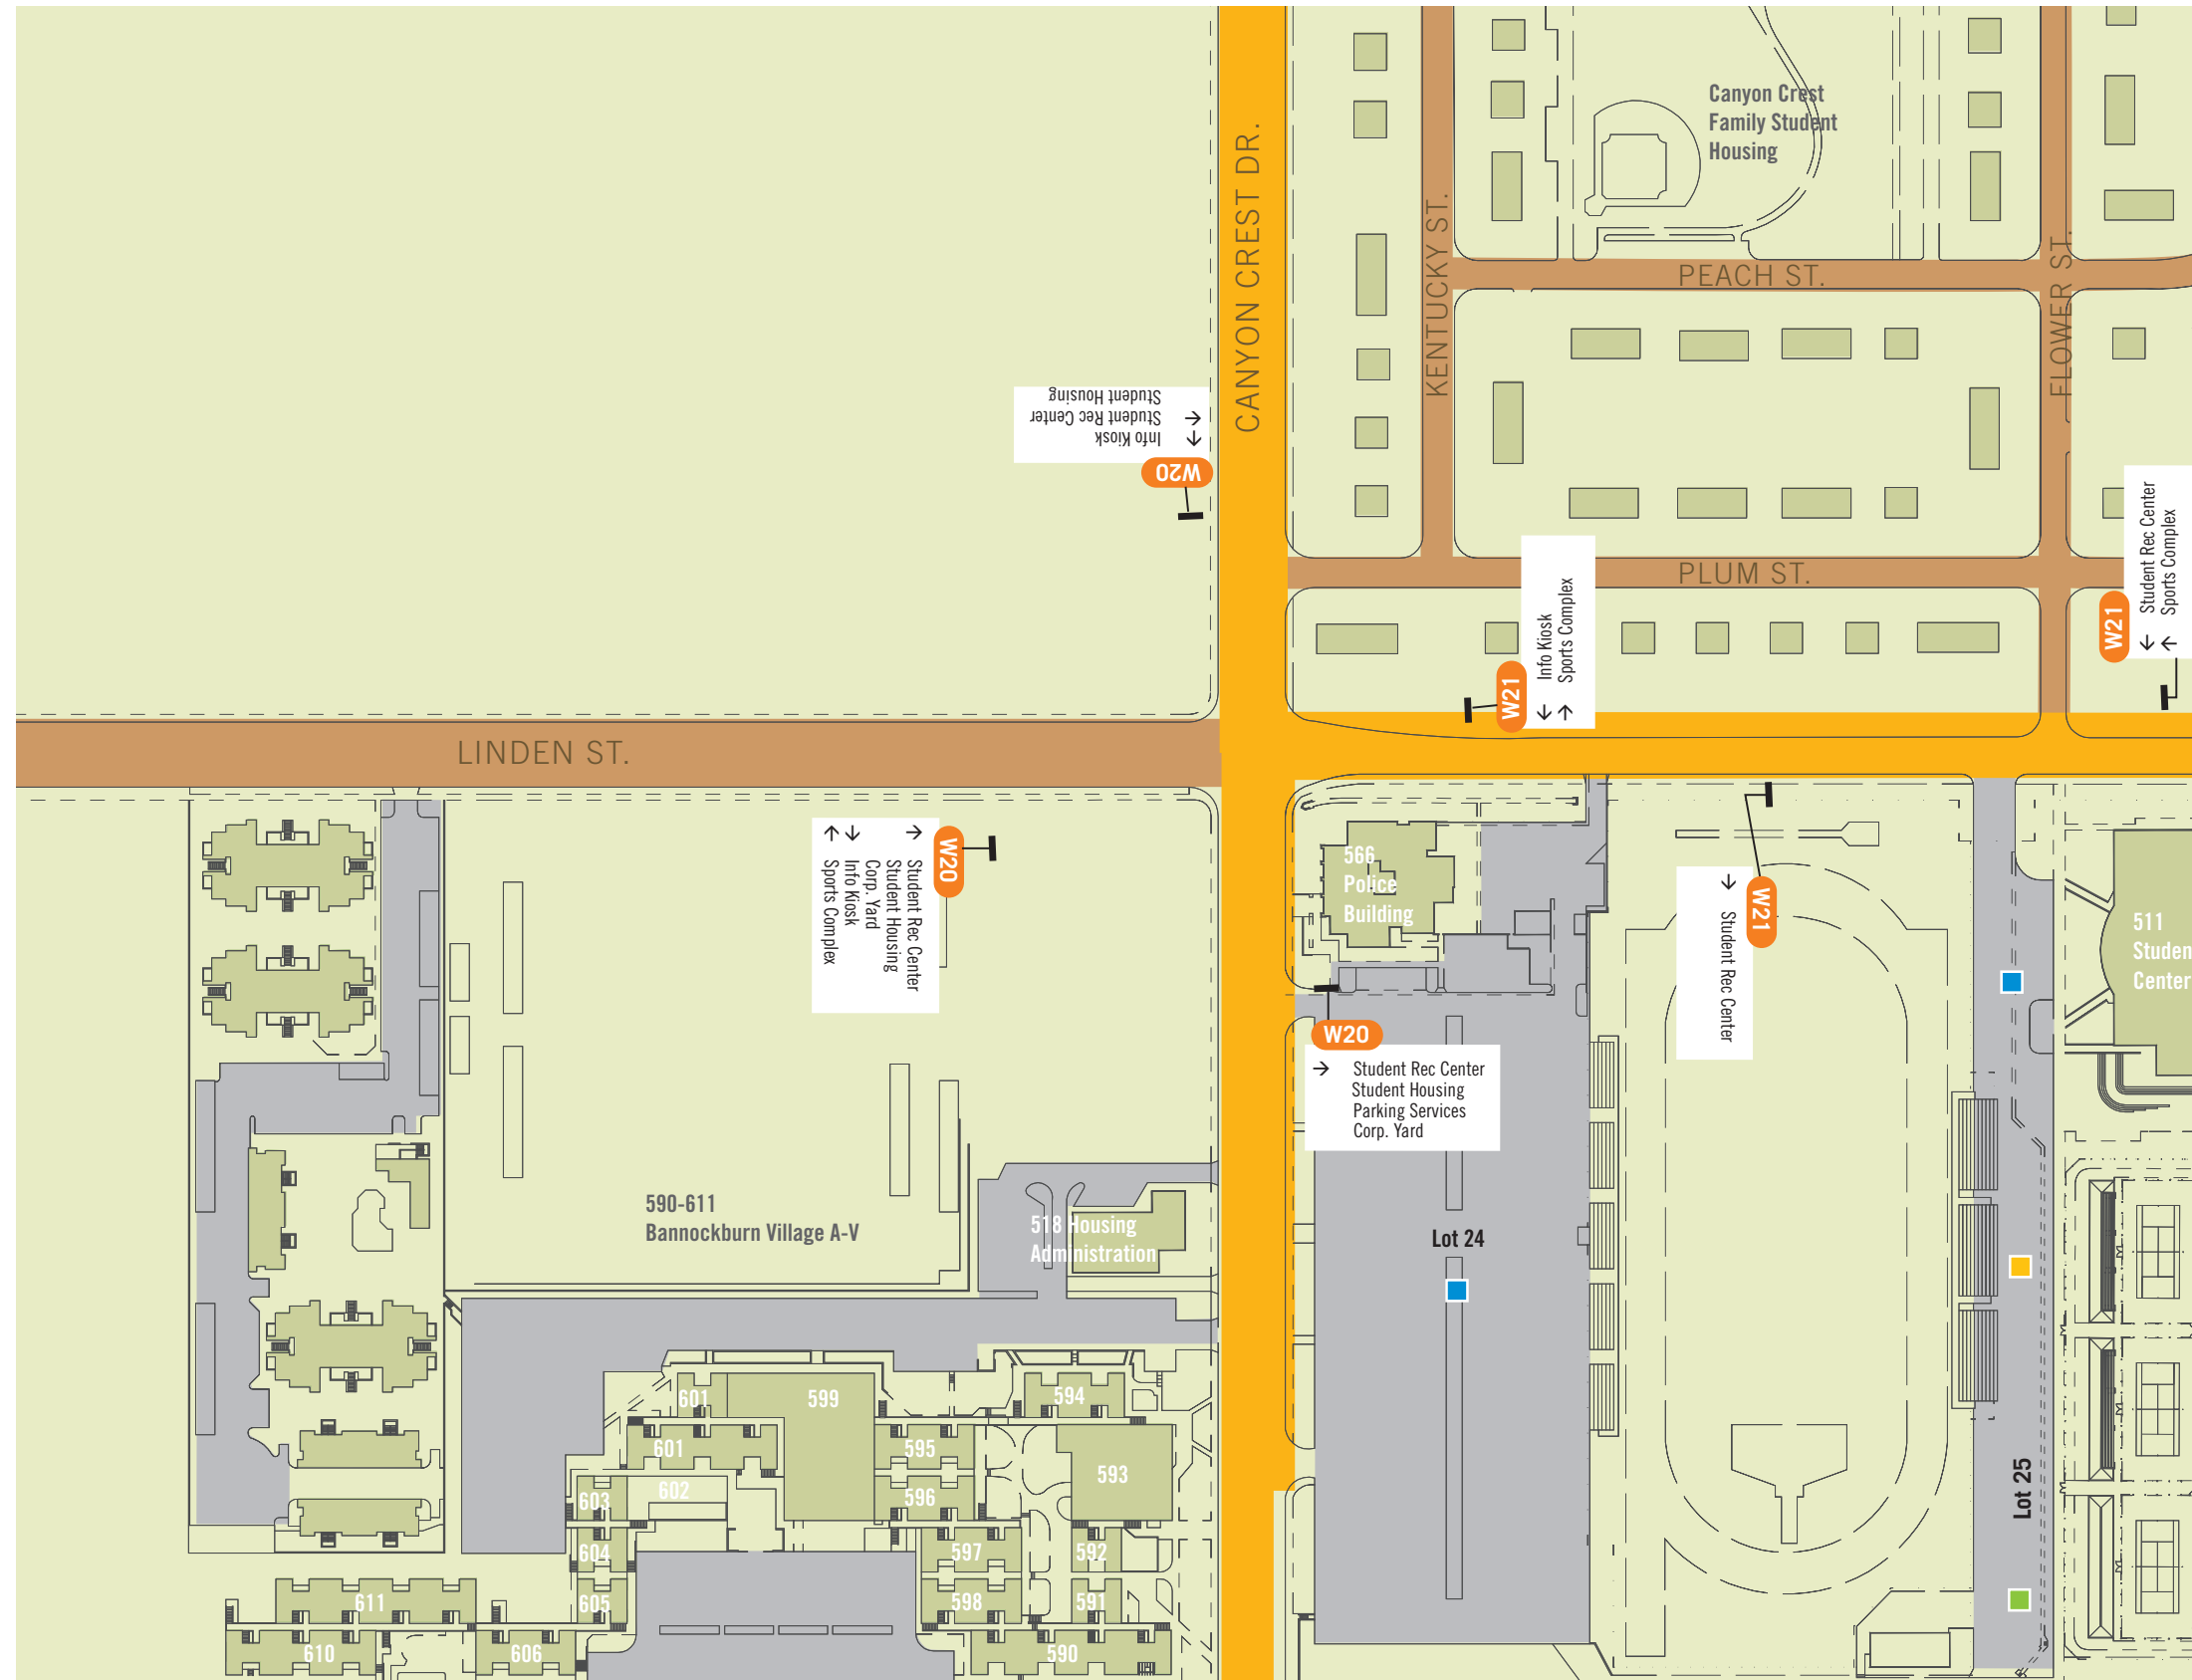 Canyon Crest
Family Student
Housing
CANYON CREST DR.
KENTUCKY ST.
PEACH ST.
FLOWER ST.
Info Kiosk
Student Rec Center
Student Housing
W20
PLUM ST.
Info Kiosk
Sports Complex
W21
Student Rec Center
Sports Complex
W21
LINDEN ST.
W20
Student Rec Center
Student Housing
Corp. Yard
Info Kiosk
Sports Complex
566
Police
Building
W21
Student Rec Center
511
Studen
Center
W20
Student Rec Center
Student Housing
Parking Services
Corp. Yard
590-611
Bannockburn Village A-V
518 Housing
Administration
Lot 24
Lot 25
601
599
594
601
595
593
603
602
596
604
597
592
611
605
598
591
610
606
590